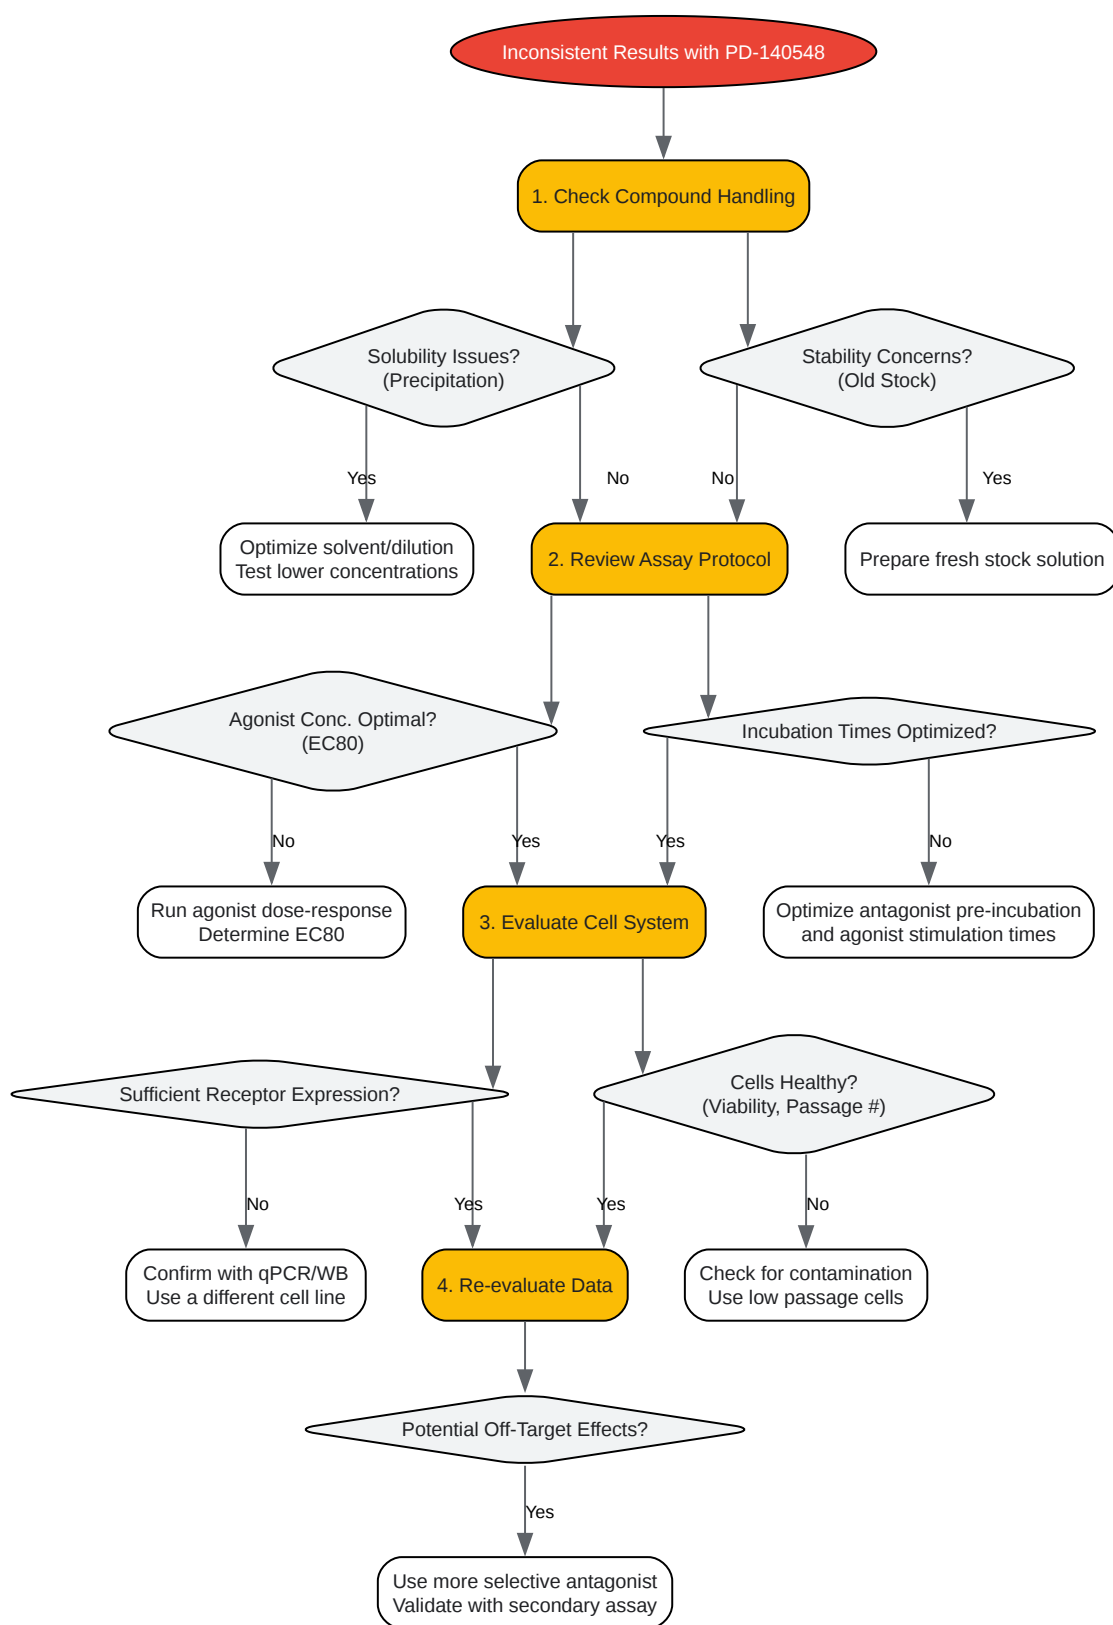 Inconsistent Results with PD-140548
1. Check Compound Handling
Solubility Issues?
(Precipitation)
Stability Concerns?
(Old Stock)
Yes
No
No
Yes
Optimize solvent/dilution
Test lower concentrations
2. Review Assay Protocol
Prepare fresh stock solution
Agonist Conc. Optimal?
(EC80)
Incubation Times Optimized?
No
Yes
Yes
No
Run agonist dose-response
Determine EC80
3. Evaluate Cell System
Optimize antagonist pre-incubation
and agonist stimulation times
Sufficient Receptor Expression?
Cells Healthy?
(Viability, Passage #)
No
Yes
Yes
No
Confirm with qPCR/WB
Use a different cell line
4. Re-evaluate Data
Check for contamination
Use low passage cells
Potential Off-Target Effects?
Yes
Use more selective antagonist
Validate with secondary assay